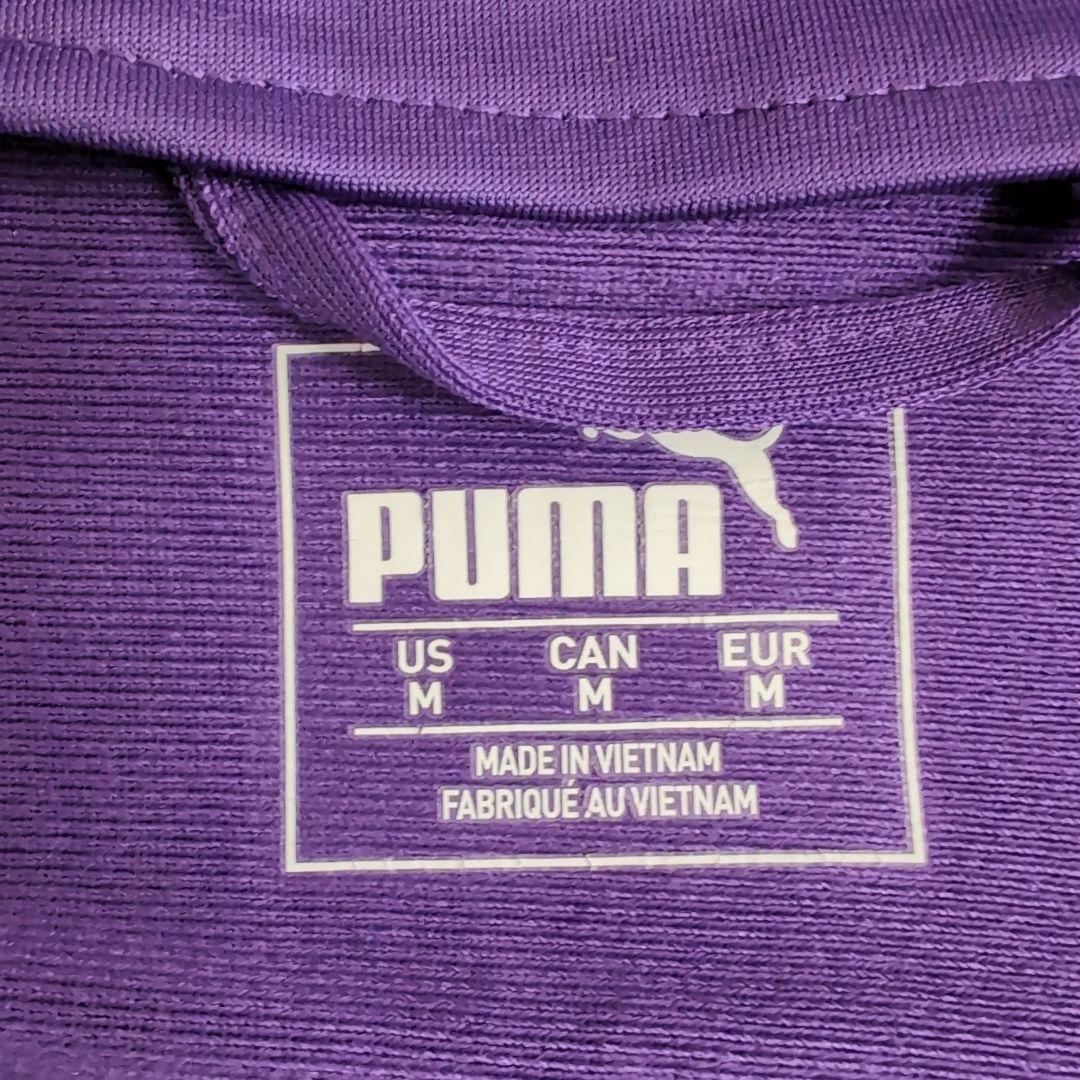 PUMA
US CAN EUR
M M M
MADE IN VIETNAM
FABRIQUÉ AU VIETNAM